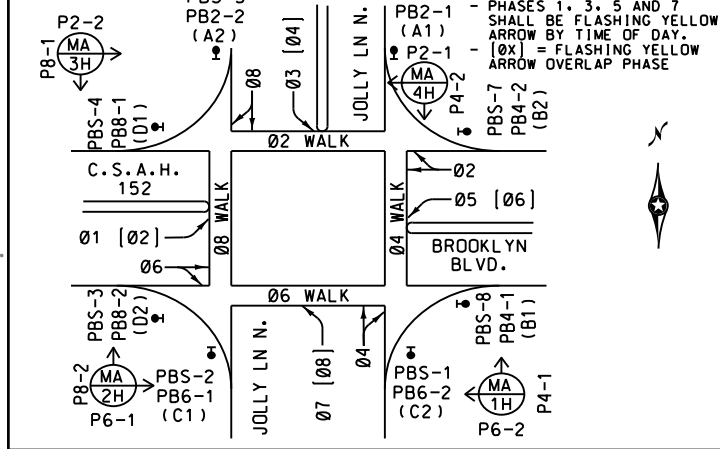 - PHASES 1, 3, 5 AND 7
SHALL BE FLASHING YELLOW
ARROW BY TIME OF DAY.
- [0X] = FLASHING YELLOW
ARROW OVERLAP PHASE
P2-2
P8-1
MA
3H
PB2-2
(A2)
Ø8
Ø3 [Ø4]
JOLLY LN N.
PB2-1
(A1)
P2-1
MA
4H
P4-2
PBS-7
PB4-2
(B2)
PBS-4
PB8-1
(D1)
Ø2 WALK
N
C.S.A.H.
152
Ø8 WALK
Ø4 WALK
Ø2
Ø5 [Ø6]
Ø1 [Ø2]
BROOKLYN
BLVD.
Ø6
Ø6 WALK
PBS-3
PB8-2
(D2)
PBS-8
PB4-1
(B1)
P8-2
MA
2H
P6-1
PBS-2
PB6-1
(C1)
JOLLY LN N.
Ø7 [Ø8]
Ø4
PBS-1
PB6-2
(C2)
MA
1H
P4-1
P6-2